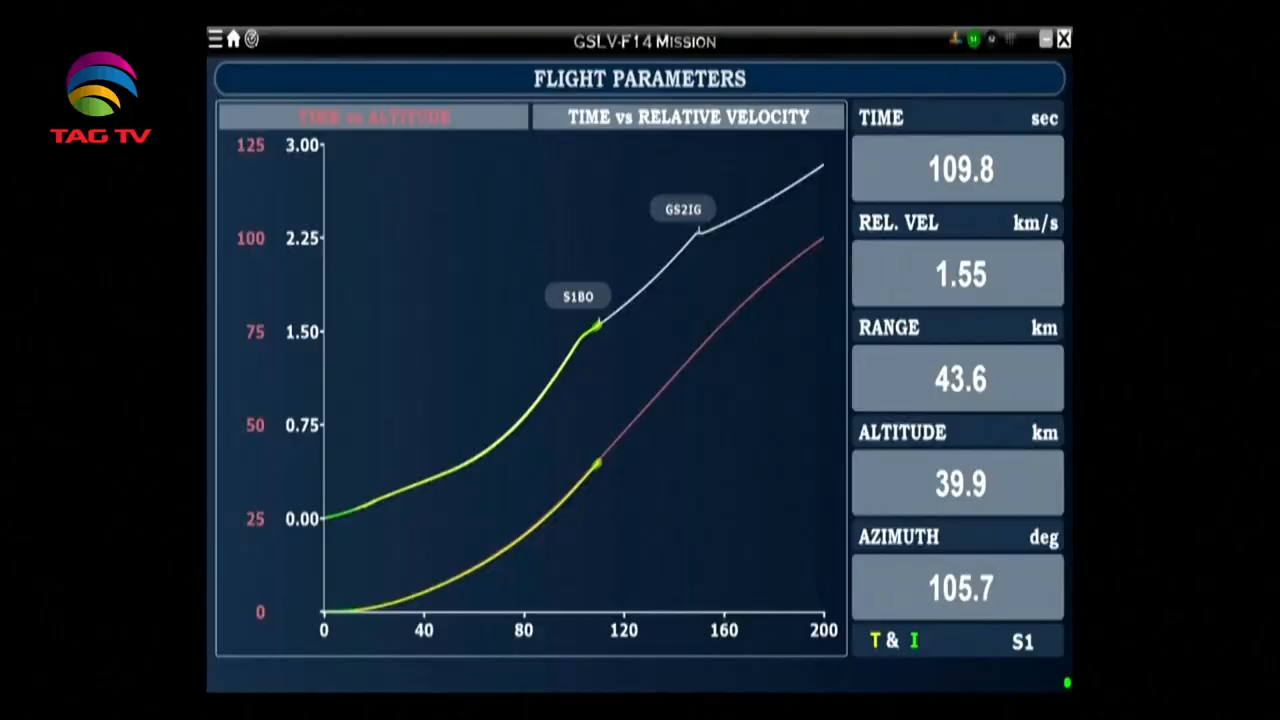 GSLV-F14 MISSION
TAG TV
FLIGHT PARAMETERS
TIME vs ALTITUDE
TIME vs RELATIVE VELOCITY
125 3.00
100 2.25
75 1.50
50 0.75
25 0.00
0
GS2IG
S1BO
0 40 80 120 160 200
TIME sec
109.8
REL. VEL km/s
1.55
RANGE km
43.6
ALTITUDE km
39.9
AZIMUTH deg
105.7
T & I S1